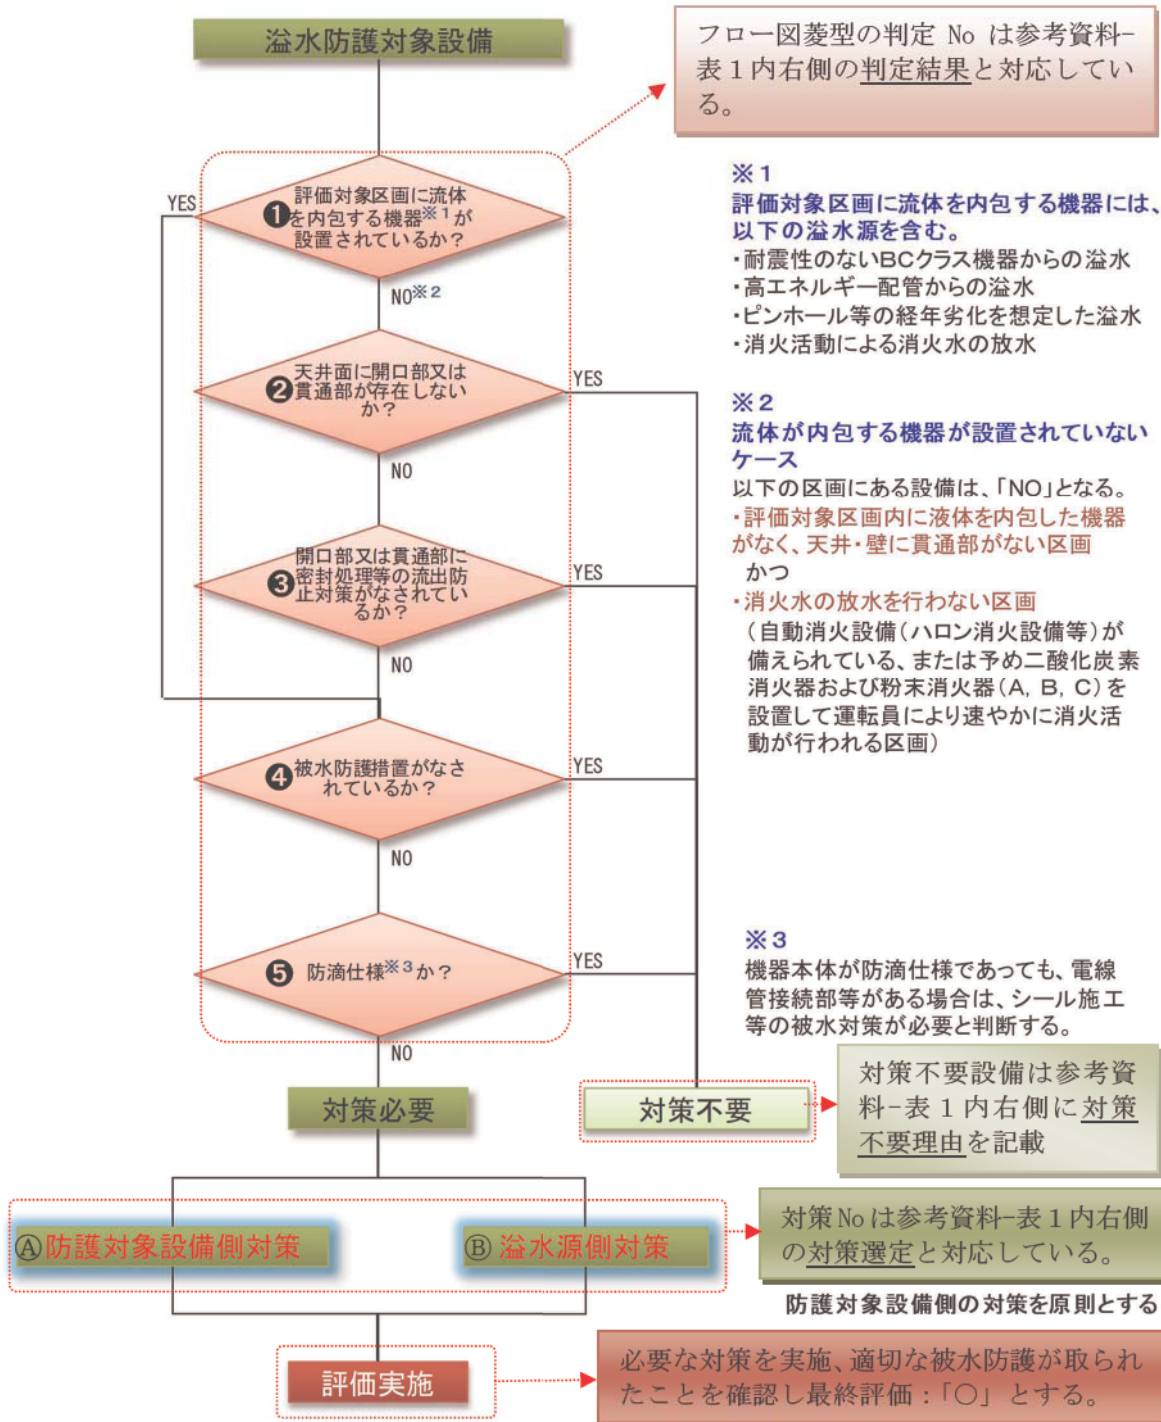 溢水防護対象設備
フロー図菱型の判定 No は参考資料-
表１内右側の判定結果と対応してい
る。
❶
評価対象区画に流体
を内包する機器※1が
設置されているか？
YES
NO※2
❷
天井面に開口部又は
貫通部が存在しない
か？
YES
NO
❸
開口部又は貫通部に
密封処理等の流出防
止対策がなされてい
るか？
YES
NO
❹
被水防護措置がなさ
れているか？
YES
NO
❺ 防滴仕様※3か？
YES
NO
※１
評価対象区画に流体を内包する機器には、
以下の溢水源を含む。
・耐震性のないBCクラス機器からの溢水
・高エネルギー配管からの溢水
・ピンホール等の経年劣化を想定した溢水
・消火活動による消火水の放水
※２
流体が内包する機器が設置されていない
ケース
以下の区画にある設備は、「NO」となる。
・評価対象区画内に液体を内包した機器
がなく、天井・壁に貫通部がない区画
かつ
・消火水の放水を行わない区画
（自動消火設備（ハロン消火設備等）が
備えられている、または予め二酸化炭素
消火器および粉末消火器（A, B, C）を
設置して運転員により速やかに消火活
動が行われる区画）
※３
機器本体が防滴仕様であっても、電線
管接続部等がある場合は、シール施工
等の被水対策が必要と判断する。
対策必要
対策不要
対策不要設備は参考資
料-表１内右側に対策
不要理由を記載
Ⓐ防護対象設備側対策
Ⓑ 溢水源側対策
対策 No は参考資料-表１内右側
の対策選定と対応している。
防護対象設備側の対策を原則とする
評価実施
必要な対策を実施、適切な被水防護が取られ
たことを確認し最終評価：「〇」とする。